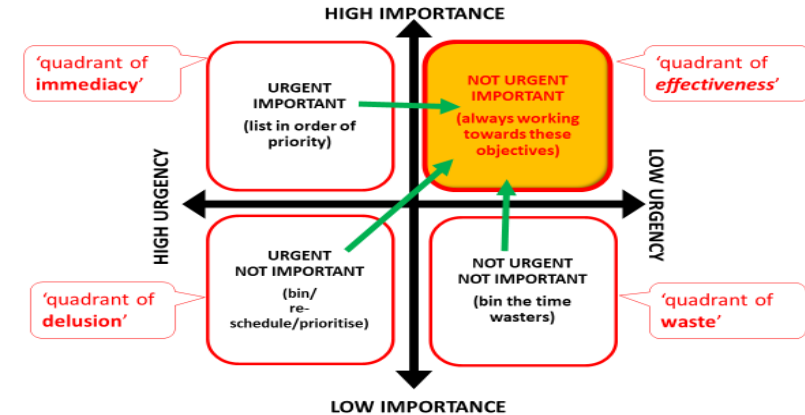 HIGH IMPORTANCE
'quadrant of
immediacy'
URGENT
IMPORTANT
(list in order of
priority)
NOT URGENT
IMPORTANT
(always working
towards these
objectives)
'quadrant of
effectiveness'
HIGH URGENCY
LOW URGENCY
'quadrant of
delusion'
URGENT
NOT IMPORTANT
(bin/
re-
schedule/prioritise)
NOT URGENT
NOT IMPORTANT
(bin the time
wasters)
'quadrant of
waste'
LOW IMPORTANCE